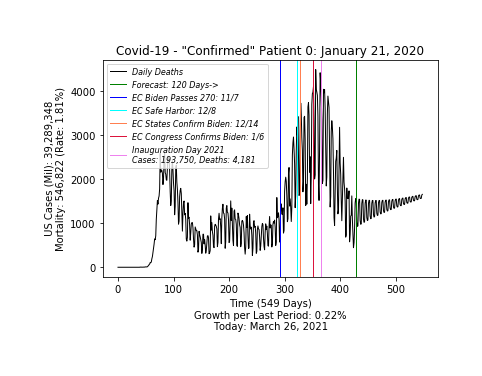 Covid-19 - "Confirmed" Patient 0: January 21, 2020
Daily Deaths
Forecast: 120 Days->
EC Biden Passes 270: 11/7
EC Safe Harbor: 12/8
EC States Confirm Biden: 12/14
EC Congress Confirms Biden: 1/6
Inauguration Day 2021
Cases: 193,750, Deaths: 4,181
US Cases (Mil): 39,289,348
Mortality: 546,822 (Rate: 1.81%)
4000
3000
2000
1000
0
0 100 200 300 400 500
Time (549 Days)
Growth per Last Period: 0.22%
Today: March 26, 2021